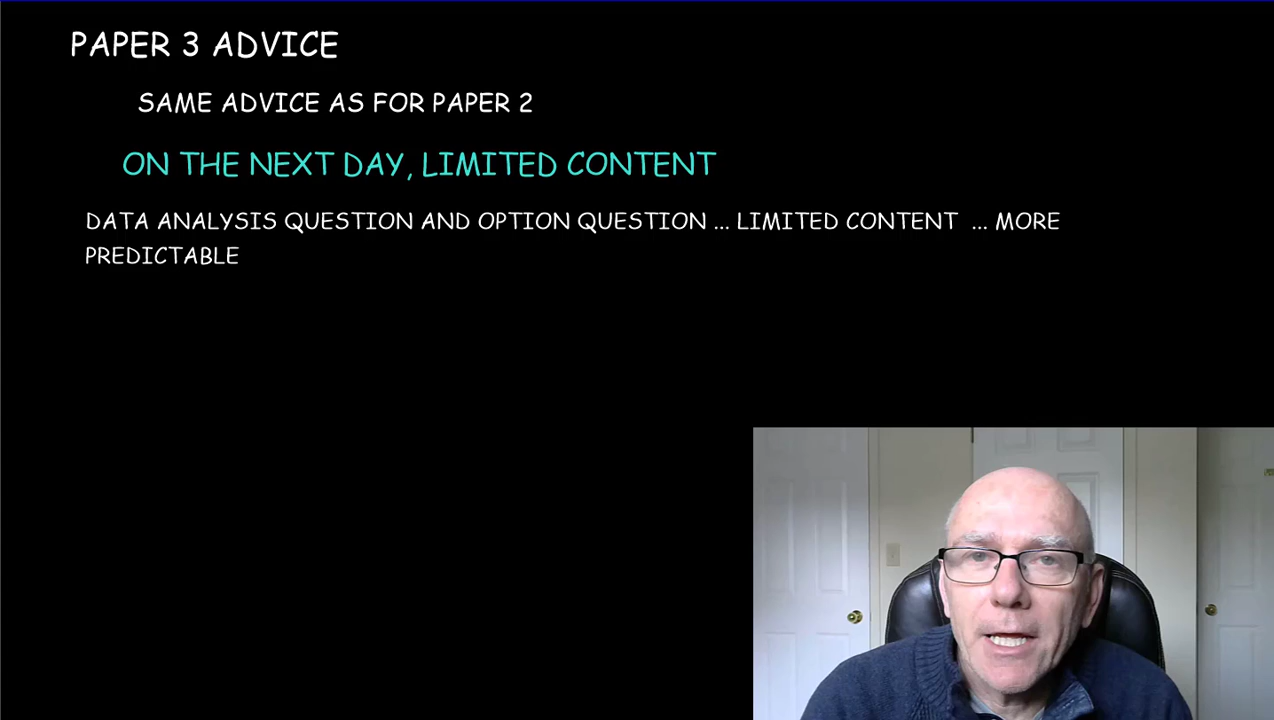 PAPER 3 ADVICE
SAME ADVICE AS FOR PAPER 2
ON THE NEXT DAY, LIMITED CONTENT
DATA ANALYSIS QUESTION AND OPTION QUESTION ... LIMITED CONTENT ... MORE
PREDICTABLE